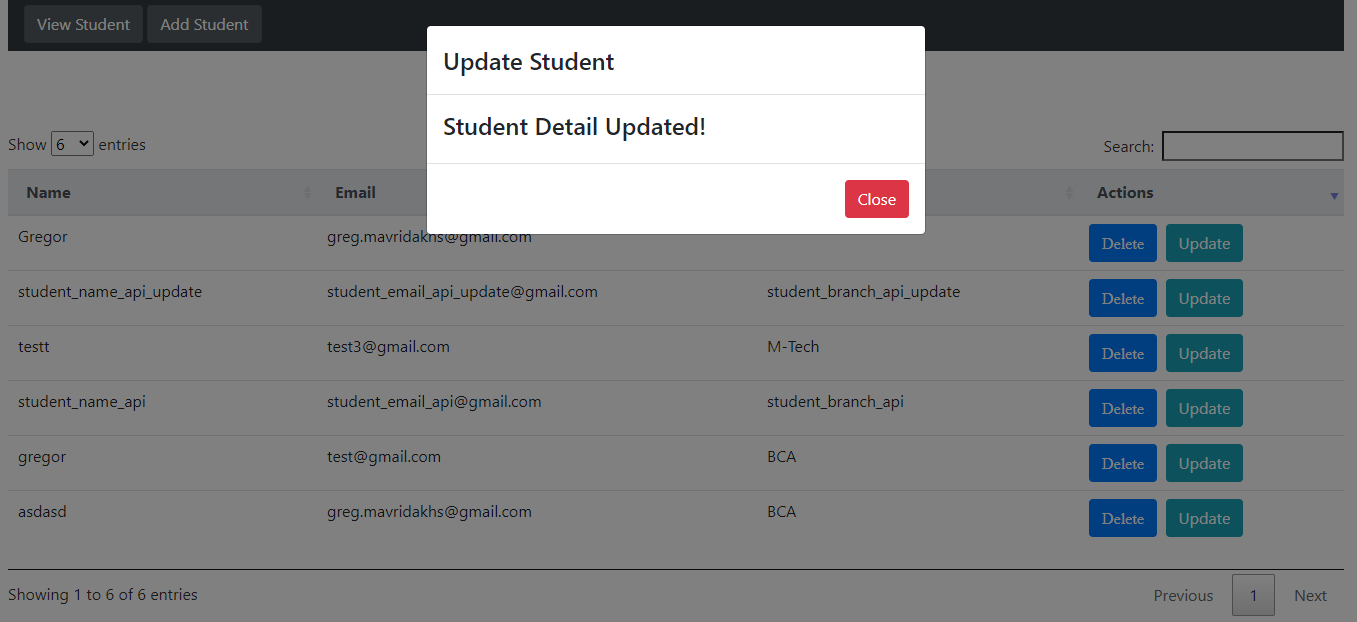 View Student Add Student
Update Student
Student Detail Updated!
Close
Show 6 entries Search:
Name Email Actions
Gregor greg.mavridakhs@gmail.com Delete Update
student_name_api_update student_email_api_update@gmail.com student_branch_api_update Delete Update
testt test3@gmail.com M-Tech Delete Update
student_name_api student_email_api@gmail.com student_branch_api Delete Update
gregor test@gmail.com BCA Delete Update
asdasd greg.mavridakhs@gmail.com BCA Delete Update
Showing 1 to 6 of 6 entries Previous 1 Next